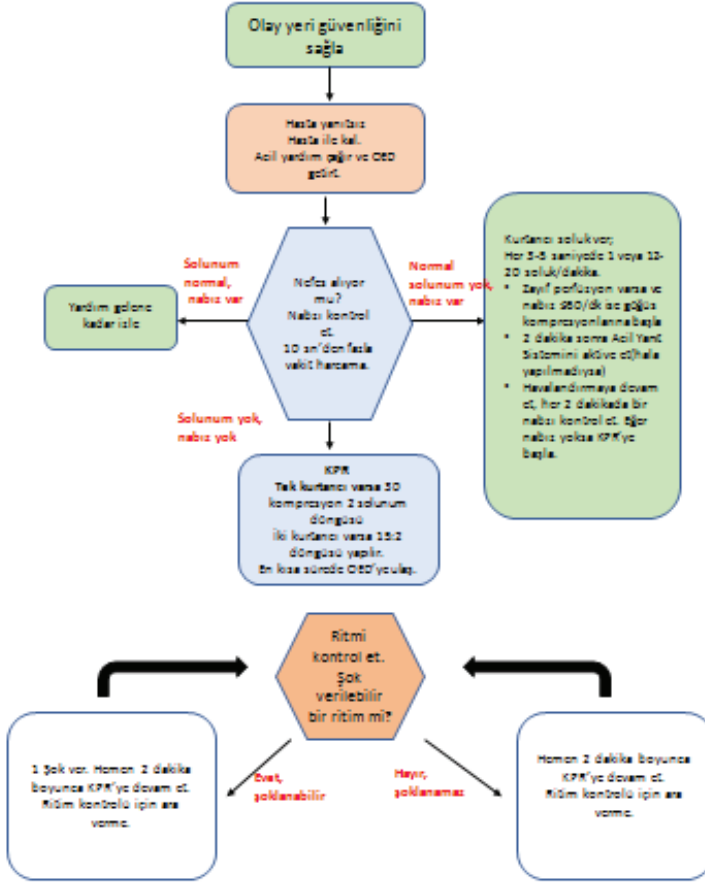 Olay yeri güvenliğini
sağla
Hasta yanıtsız
Hasta ile kal.
Acil yardım çağır ve OED
getirt.
Solunum
normal,
nabız var
Nefes alıyor
mu?
Nabzı kontrol
et.
10 sn'den fazla
vakit harcama.
Normal
solunum yok,
nabız var
Yardım gelene
kadar izle
Kurtarıcı soluk ver;
Her 3-5 saniyede 1 veya 12-
20 soluk/dakika.
• Zayıf perfüzyon varsa ve
nabız ≤60/dk ise göğüs
kompresyonlarına başla
• 2 dakika sonra Acil Yanıt
Sistemini aktive et(hala
yapılmadıysa)
• Havalandırmaya devam
et, her 2 dakikada bir
nabzı kontrol et. Eğer
nabız yoksa KPR'ye
başla.
Solunum yok,
nabız yok
KPR
Tek kurtarıcı varsa 30
kompresyon 2 solunum
döngüsü
İki kurtarıcı varsa 15:2
döngüsü yapılır.
En kısa sürede OED'ye ulaş.
Ritmi
kontrol et.
Şok
verilebilir
bir ritim mi?
Evet,
şoklanabilir
Hayır,
şoklanamaz
1 Şok ver. Hemen 2 dakika
boyunca KPR'ye devam et.
Ritim kontrolü için ara
verme.
Hemen 2 dakika boyunca
KPR'ye devam et.
Ritim kontrolü için ara
verme.